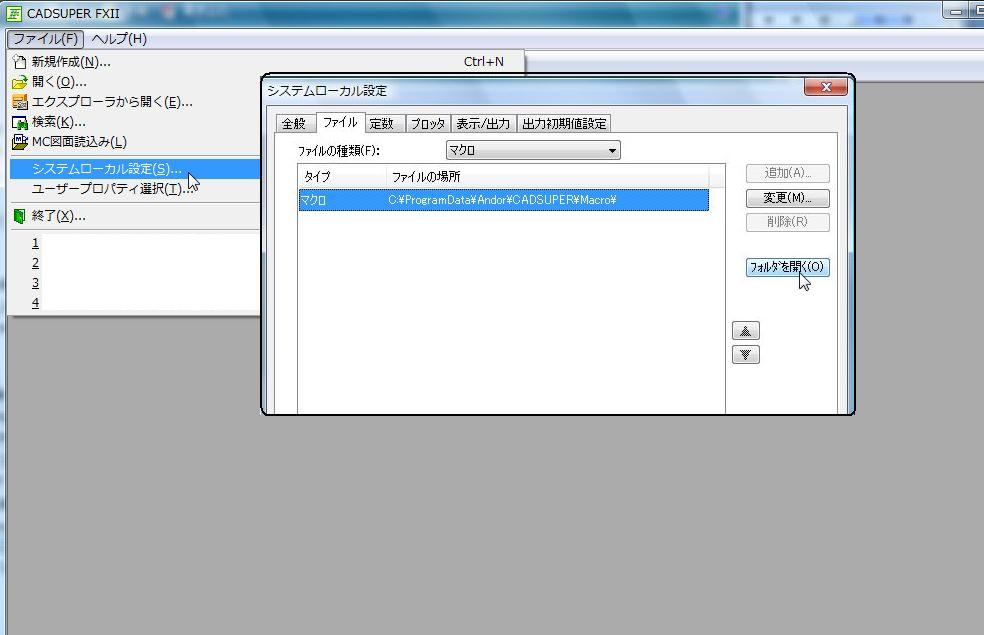 CADSUPER FXII
ファイル(F) ヘルプ(H)
新規作成(N)... Ctrl+N
開く(O)...
エクスプローラから開く(E)...
検索(K)...
MC図面読込み(L)
システムローカル設定(S)...
ユーザープロパティ選択(T)...
終了(X)...
1
2
3
4
システムローカル設定
全般 ファイル 定数 プロッタ 表示/出力 出力初期値設定
ファイルの種類(F): マクロ
タイプ ファイルの場所
マクロ C:¥ProgramData¥Andor¥CADSUPER¥Macro¥
追加(A)...
変更(M)...
削除(R)
フォルダを開く(O)